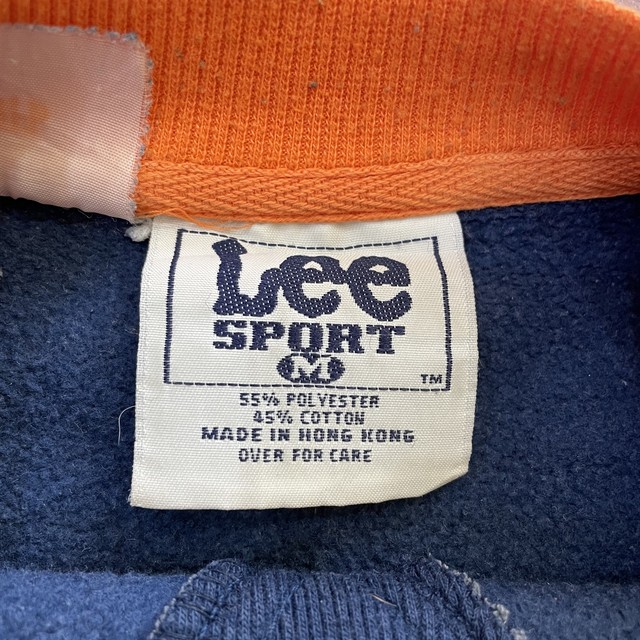 Lee
SPORT
M
TM
55% POLYESTER
45% COTTON
MADE IN HONG KONG
OVER FOR CARE